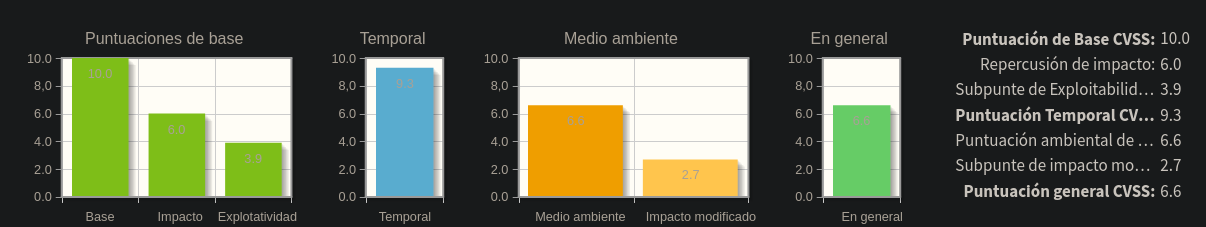 Puntuaciones de base
10.0
8,0
6.0
4.0
2.0
0.0
10.0
6.0
3.9
Base
Impacto
Explotatividad
Temporal
10.0
8,0
6.0
4.0
2.0
0.0
9.3
Temporal
Medio ambiente
10.0
8,0
6.0
4.0
2.0
0.0
6.6
2.7
Medio ambiente
Impacto modificado
En general
10.0
8,0
6.0
4.0
2.0
0.0
6.6
En general
Puntuación de Base CVSS: 10.0
Repercusión de impacto: 6.0
Subpunte de Exploitabilid… 3.9
Puntuación Temporal CV… 9.3
Puntuación ambiental de … 6.6
Subpunte de impacto mo… 2.7
Puntuación general CVSS: 6.6